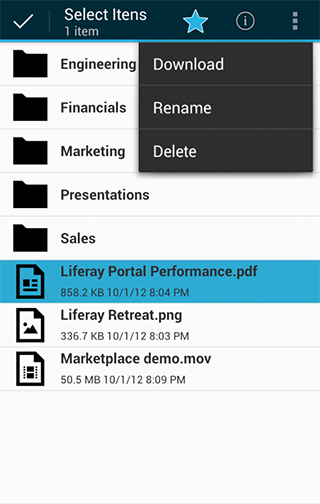 Select Itens
1 item
Download
Rename
Delete
Engineering
Financials
Marketing
Presentations
Sales
Liferay Portal Performance.pdf
858.2 KB 10/1/12 8:04 PM
Liferay Retreat.png
336.7 KB 10/1/12 8:03 PM
Marketplace demo.mov
50.5 MB 10/1/12 8:09 PM